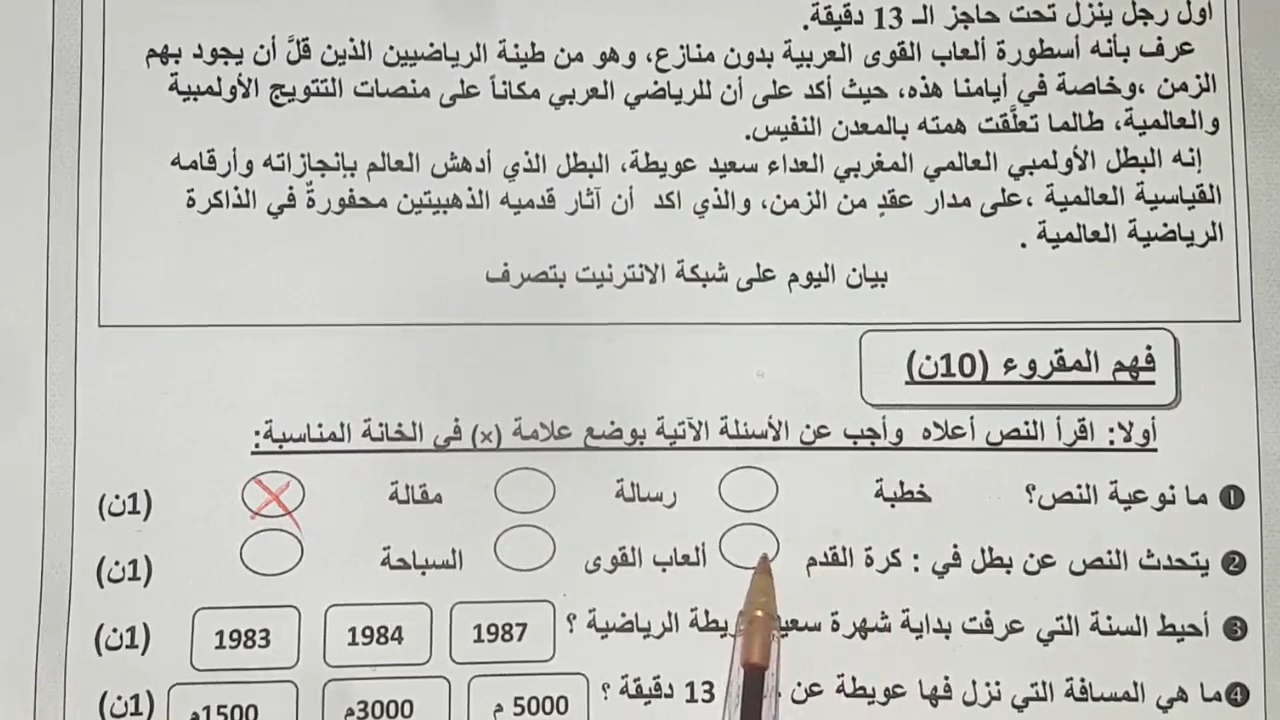 أول رجل ينزل تحت حاجز الـ 13 دقيقة.
عرف بأنه أسطورة ألعاب القوى العربية بدون منازع، وهو من طينة الرياضيين الذين قلَّ أن يجود بهم
الزمن ،وخاصة في أيامنا هذه، حيث أكد على أن للرياضي العربي مكاناً على منصات التتويج الأولمبية
والعالمية، طالما تعلَّقت همته بالمعدن النفيس.
إنه البطل الأولمبي العالمي المغربي العداء سعيد عويطة، البطل الذي أدهش العالم بإنجازاته وأرقامه
القياسية العالمية ،على مدار عقدٍ من الزمن، والذي اكد أن آثار قدميه الذهبيتين محفورةٌ في الذاكرة
الرياضية العالمية .
بيان اليوم على شبكة الانترنيت بتصرف
فهم المقروء (10ن)
أولا: اقرأ النص أعلاه وأجب عن الأسئلة الآتية بوضع علامة (×) في الخانة المناسبة:
❶ ما نوعية النص؟ خطبة رسالة مقالة (1ن)
❷ يتحدث النص عن بطل في : كرة القدم ألعاب القوى السباحة (1ن)
❸ أحيط السنة التي عرفت بداية شهرة سعيد الرياضية ؟ 1987 1984 1983 (1ن)
❹ ما هي المسافة التي نزل فها عويطة عن 13 دقيقة ؟ 5000 م 3000م 1500م (1ن)